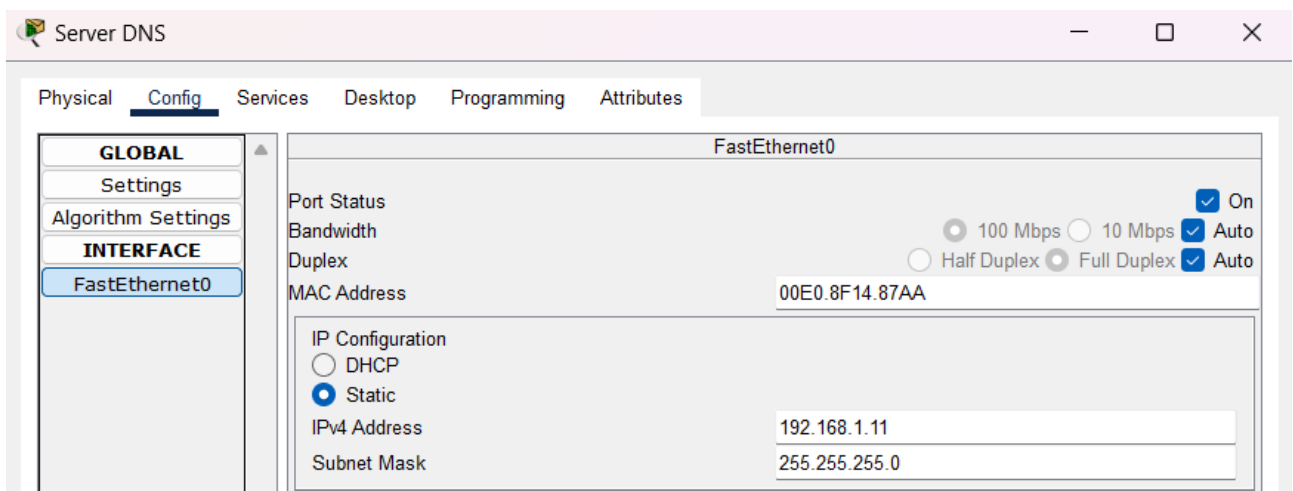 Server DNS
Physical Config Services Desktop Programming Attributes
GLOBAL
Settings
Algorithm Settings
INTERFACE
FastEthernet0
FastEthernet0
Port Status On
Bandwidth 100 Mbps 10 Mbps Auto
Duplex Half Duplex Full Duplex Auto
MAC Address 00E0.8F14.87AA
IP Configuration
DHCP
Static
IPv4 Address 192.168.1.11
Subnet Mask 255.255.255.0